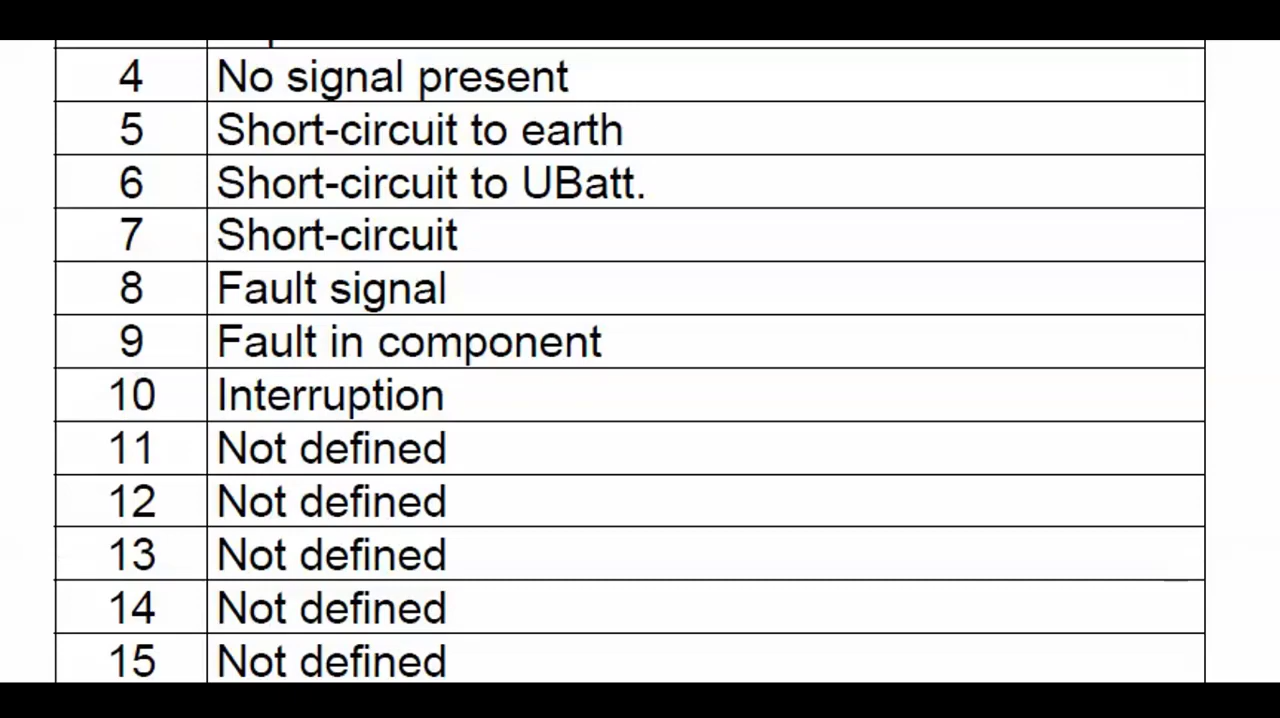 4 No signal present
5 Short-circuit to earth
6 Short-circuit to UBatt.
7 Short-circuit
8 Fault signal
9 Fault in component
10 Interruption
11 Not defined
12 Not defined
13 Not defined
14 Not defined
15 Not defined